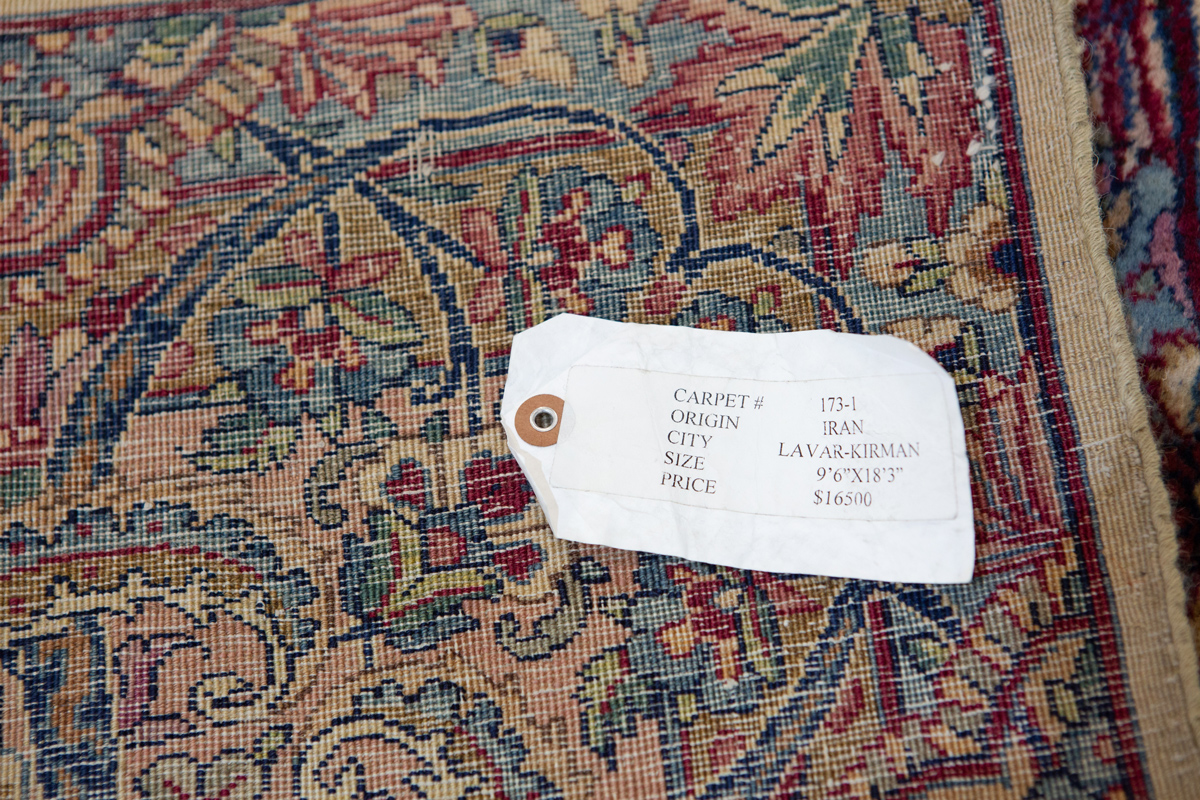 CARPET # 173-1
ORIGIN IRAN
CITY LAVAR-KIRMAN
SIZE 9'6"X18'3"
PRICE $16500